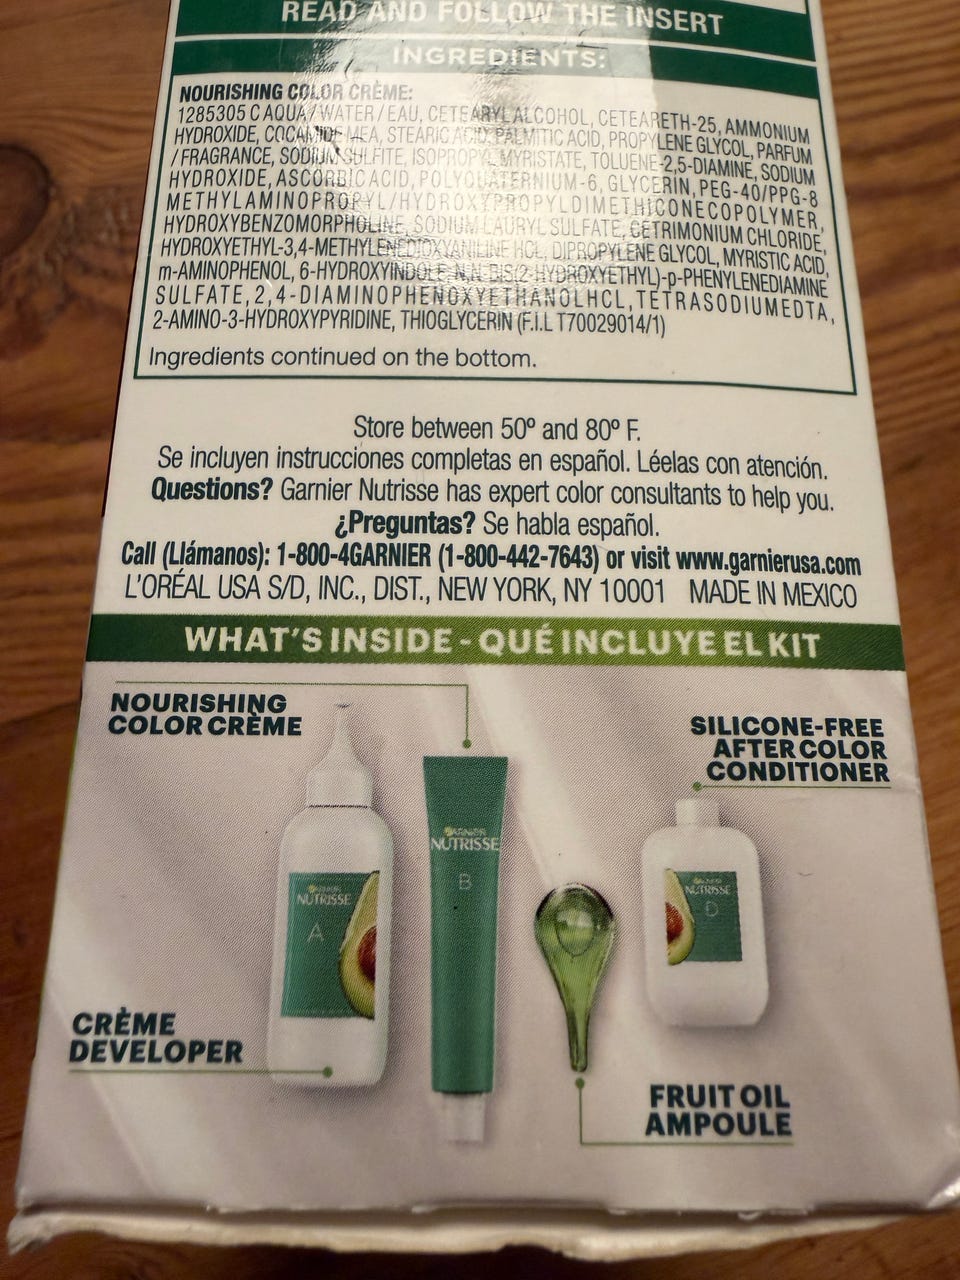 READ AND FOLLOW THE INSERT
INGREDIENTS:
NOURISHING COLOR CRÈME:
1285305 C AQUA / WATER / EAU, CETEARYL ALCOHOL, CETEARETH-25, AMMONIUM
HYDROXIDE, COCAMIDE MEA, STEARIC ACID, PALMITIC ACID, PROPYLENE GLYCOL, PARFUM
/ FRAGRANCE, SODIUM SULFITE, ISOPROPYL MYRISTATE, TOLUENE-2,5-DIAMINE, SODIUM
HYDROXIDE, ASCORBIC ACID, POLYQUATERNIUM-6, GLYCERIN, PEG-40/PPG-8
METHYLAMINOPROPYL/HYDROXYPROPYLDIMETHICONE COPOLYMER,
HYDROXYBENZOMORPHOLINE, SODIUM LAURYL SULFATE, CETRIMONIUM CHLORIDE,
HYDROXYETHYL-3,4-METHYLENEDIOXYANILINE HCL, DIPROPYLENE GLYCOL, MYRISTIC ACID,
m-AMINOPHENOL, 6-HYDROXYINDOLE, N,N-BIS(2-HYDROXYETHYL)-p-PHENYLENEDIAMINE
SULFATE, 2,4-DIAMINOPHENOXYETHANOL HCL, TETRASODIUM EDTA,
2-AMINO-3-HYDROXYPYRIDINE, THIOGLYCERIN (F.I.L T70029014/1)
Ingredients continued on the bottom.
Store between 50º and 80º F.
Se incluyen instrucciones completas en español. Léelas con atención.
Questions? Garnier Nutrisse has expert color consultants to help you.
¿Preguntas? Se habla español.
Call (Llámanos): 1-800-4GARNIER (1-800-442-7643) or visit www.garnierusa.com
L'ORÉAL USA S/D, INC., DIST., NEW YORK, NY 10001 MADE IN MEXICO
WHAT'S INSIDE - QUÉ INCLUYE EL KIT
NOURISHING
COLOR CRÈME
SILICONE-FREE
AFTER COLOR
CONDITIONER
GARNIER
NUTRISSE
B
GARNIER
NUTRISSE
A
GARNIER
NUTRISSE
D
CRÈME
DEVELOPER
FRUIT OIL
AMPOULE